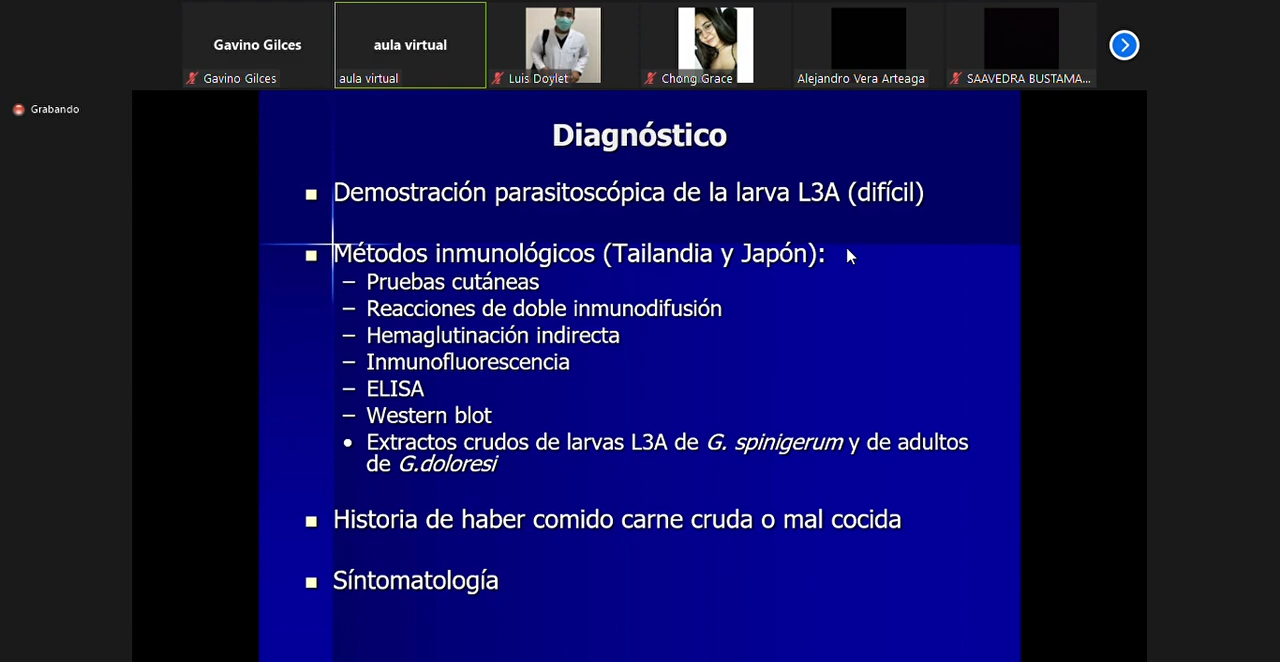 Gavino Gilces
aula virtual
Gavino Gilces
aula virtual
Luis Doylet
Chong Grace
Alejandro Vera Arteaga
SAAVEDRA BUSTAMA...
Grabando
Diagnóstico
Demostración parasitoscópica de la larva L3A (difícil)
Métodos inmunológicos (Tailandia y Japón):
– Pruebas cutáneas
– Reacciones de doble inmunodifusión
– Hemaglutinación indirecta
– Inmunofluorescencia
– ELISA
– Western blot
• Extractos crudos de larvas L3A de G. spinigerum y de adultos
de G.doloresi
Historia de haber comido carne cruda o mal cocida
Síntomatología